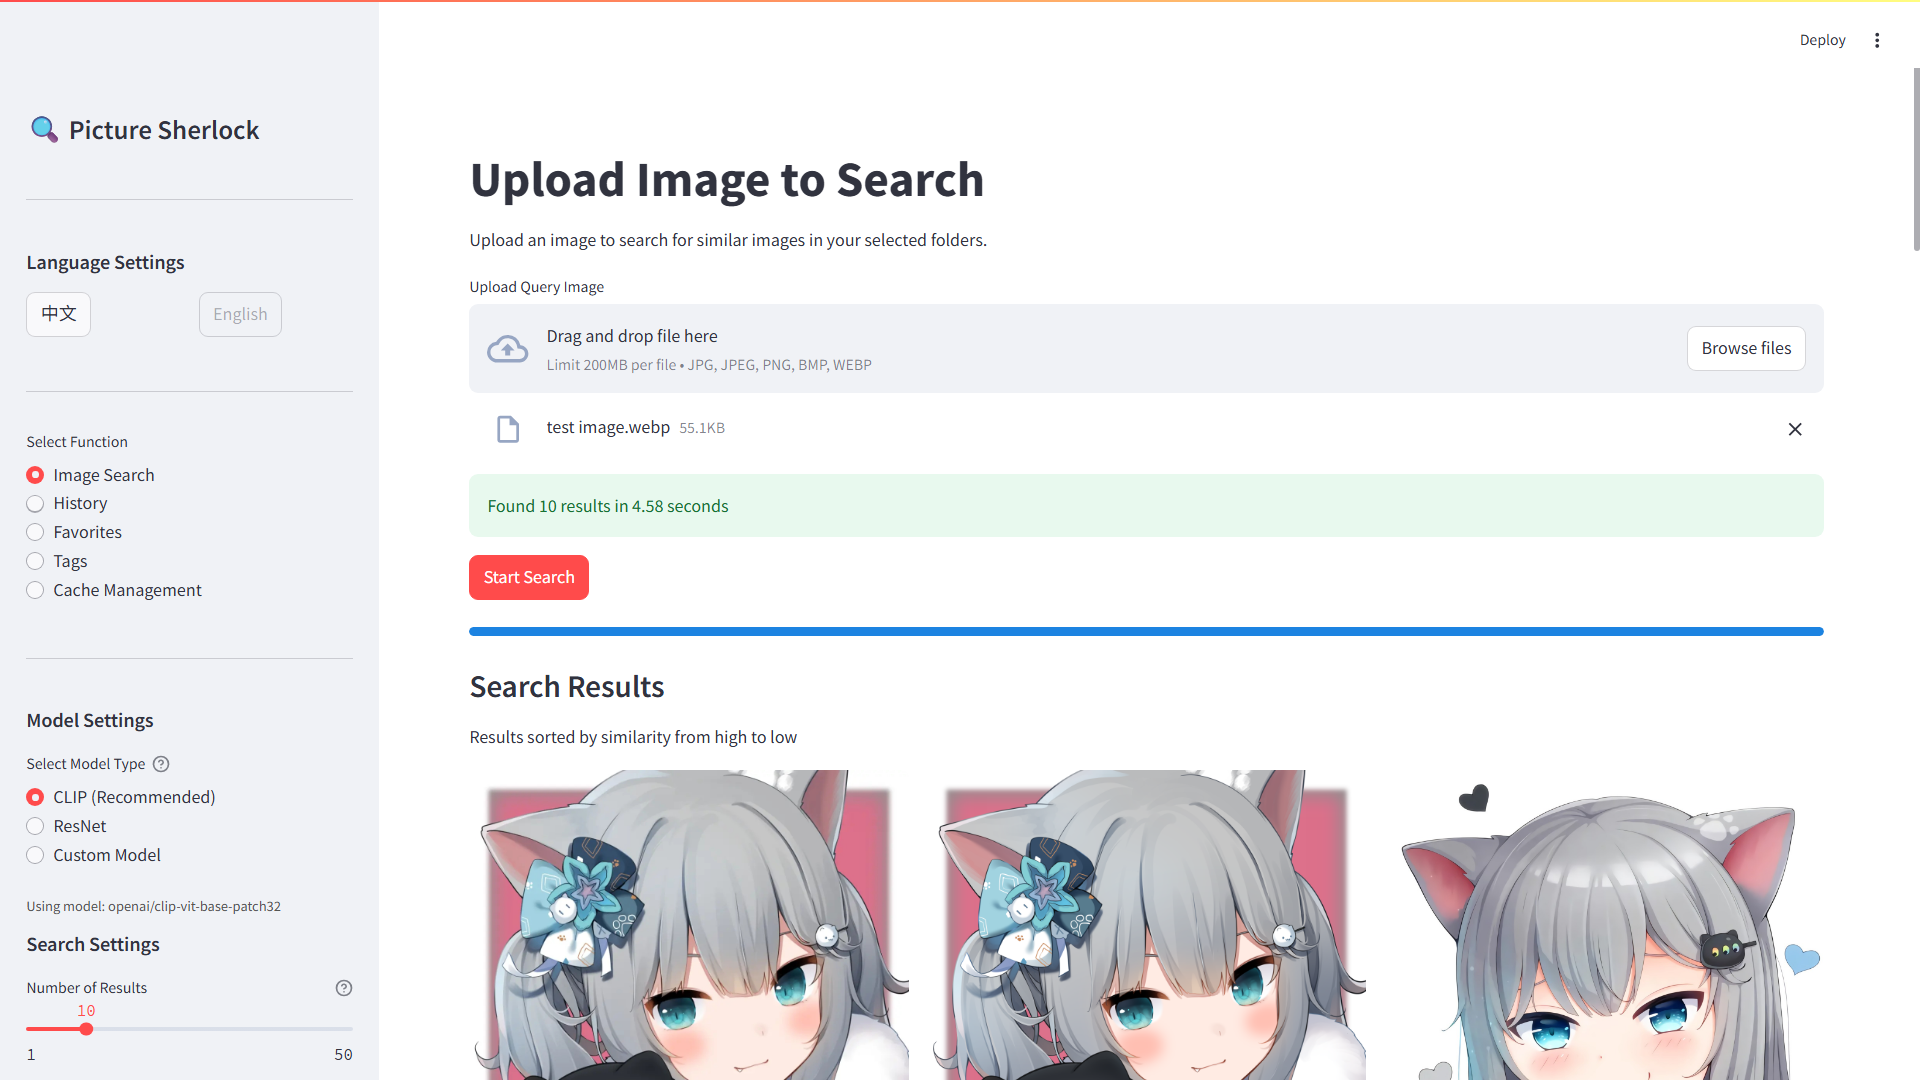 Deploy
Picture Sherlock
Language Settings
中文
English
Select Function
Image Search
History
Favorites
Tags
Cache Management
Model Settings
Select Model Type
CLIP (Recommended)
ResNet
Custom Model
Using model: openai/clip-vit-base-patch32
Search Settings
Number of Results
10
1 50
Upload Image to Search
Upload an image to search for similar images in your selected folders.
Upload Query Image
Drag and drop file here
Limit 200MB per file • JPG, JPEG, PNG, BMP, WEBP
Browse files
test image.webp 55.1KB
Found 10 results in 4.58 seconds
Start Search
Search Results
Results sorted by similarity from high to low